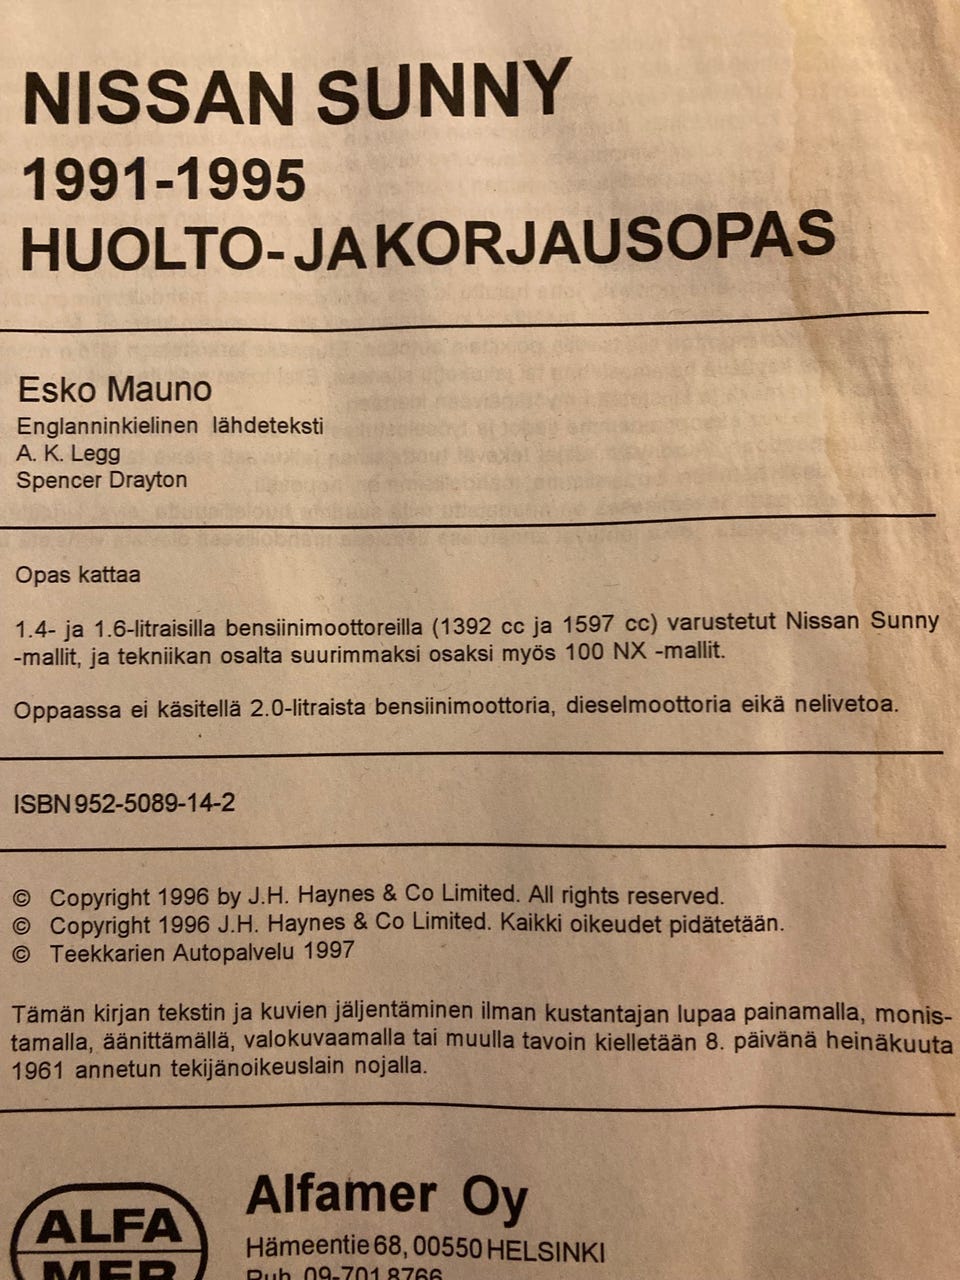 NISSAN SUNNY
1991-1995
HUOLTO- JA KORJAUSOPAS
Esko Mauno
Englanninkielinen lähdeteksti
A. K. Legg
Spencer Drayton
Opas kattaa
1.4- ja 1.6-litraisilla bensiinimoottoreilla (1392 cc ja 1597 cc) varustetut Nissan Sunny
-mallit, ja tekniikan osalta suurimmaksi osaksi myös 100 NX -mallit.
Oppaassa ei käsitellä 2.0-litraista bensiinimoottoria, dieselmoottoria eikä nelivetoa.
ISBN 952-5089-14-2
© Copyright 1996 by J.H. Haynes & Co Limited. All rights reserved.
© Copyright 1996 J.H. Haynes & Co Limited. Kaikki oikeudet pidätetään.
© Teekkarien Autopalvelu 1997
Tämän kirjan tekstin ja kuvien jäljentäminen ilman kustantajan lupaa painamalla, monis-
tamalla, äänittämällä, valokuvaamalla tai muulla tavoin kielletään 8. päivänä heinäkuuta
1961 annetun tekijänoikeuslain nojalla.
ALFA
MER
Alfamer Oy
Hämeentie 68, 00550 HELSINKI
Puh. 09-701 8766